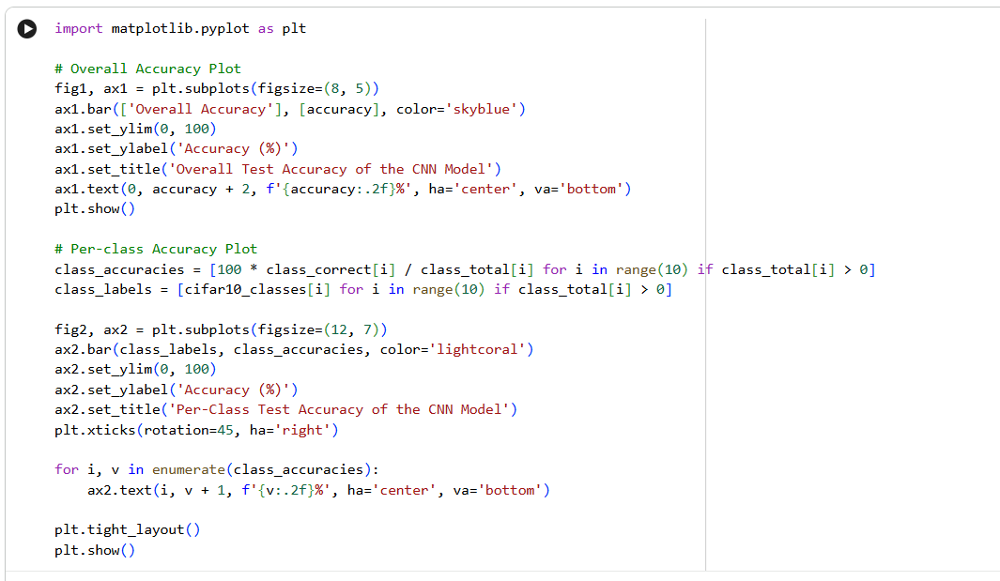 import matplotlib.pyplot as plt
# Overall Accuracy Plot
fig1, ax1 = plt.subplots(figsize=(8, 5))
ax1.bar(['Overall Accuracy'], [accuracy], color='skyblue')
ax1.set_ylim(0, 100)
ax1.set_ylabel('Accuracy (%)')
ax1.set_title('Overall Test Accuracy of the CNN Model')
ax1.text(0, accuracy + 2, f'{accuracy:.2f}%', ha='center', va='bottom')
plt.show()
# Per-class Accuracy Plot
class_accuracies = [100 * class_correct[i] / class_total[i] for i in range(10) if class_total[i] > 0]
class_labels = [cifar10_classes[i] for i in range(10) if class_total[i] > 0]
fig2, ax2 = plt.subplots(figsize=(12, 7))
ax2.bar(class_labels, class_accuracies, color='lightcoral')
ax2.set_ylim(0, 100)
ax2.set_ylabel('Accuracy (%)')
ax2.set_title('Per-Class Test Accuracy of the CNN Model')
plt.xticks(rotation=45, ha='right')
for i, v in enumerate(class_accuracies):
    ax2.text(i, v + 1, f'{v:.2f}%', ha='center', va='bottom')
plt.tight_layout()
plt.show()